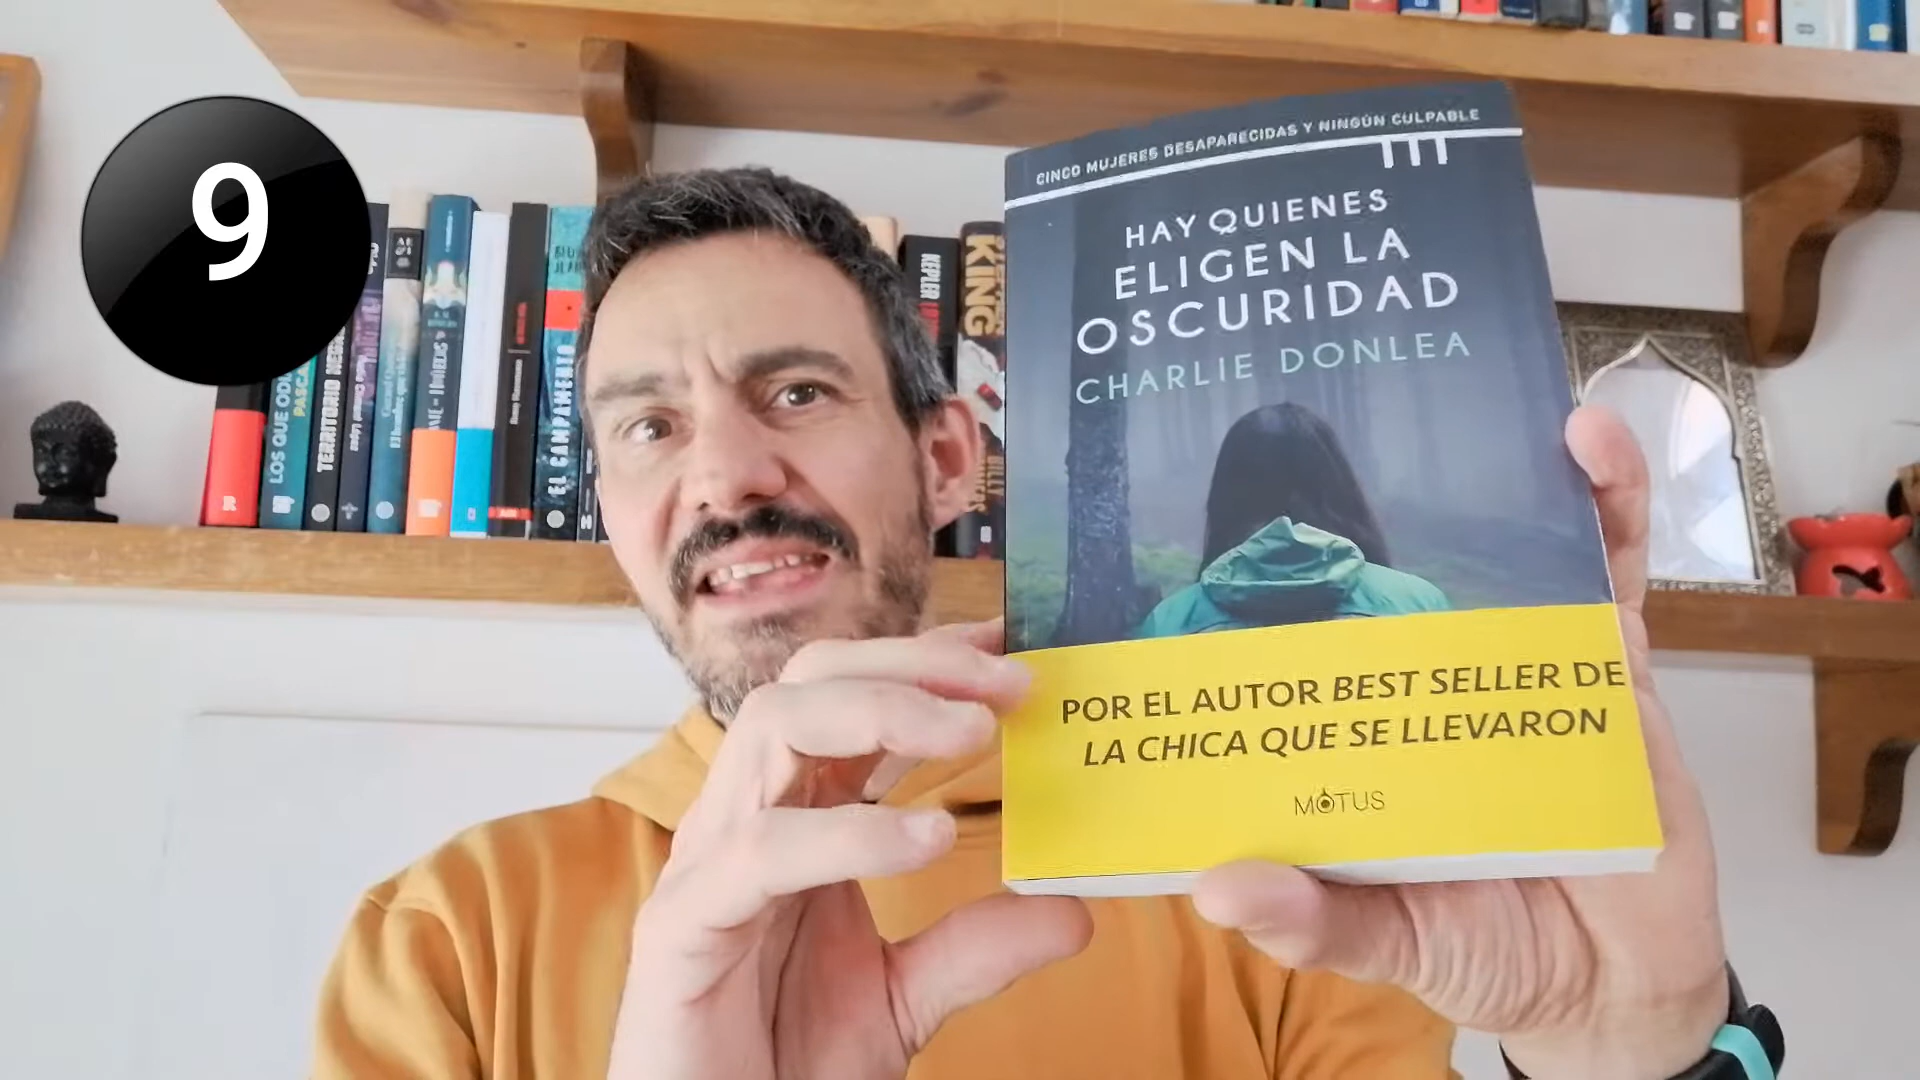 9
CINCO MUJERES DESAPARECIDAS Y NINGÚN CULPABLE
HAY QUIENES
ELIGEN LA
OSCURIDAD
CHARLIE DONLEA
POR EL AUTOR BEST SELLER DE
LA CHICA QUE SE LLEVARON
MOTUS
LOS QUE ODIAN
TERRITORIO NEGRO
EL CAMPAMENTO
KEPLER
KING
R